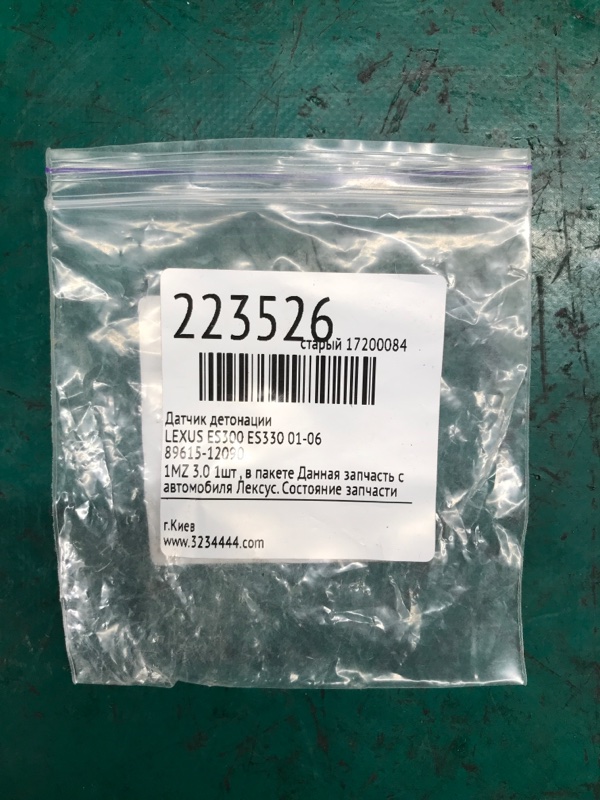 223526
старый 17200084
Датчик детонации
LEXUS ES300 ES330 01-06
89615-12090
1MZ 3.0 1шт , в пакете Данная запчасть с
автомобиля Лексус. Состояние запчасти
г.Киев
www.3234444.com